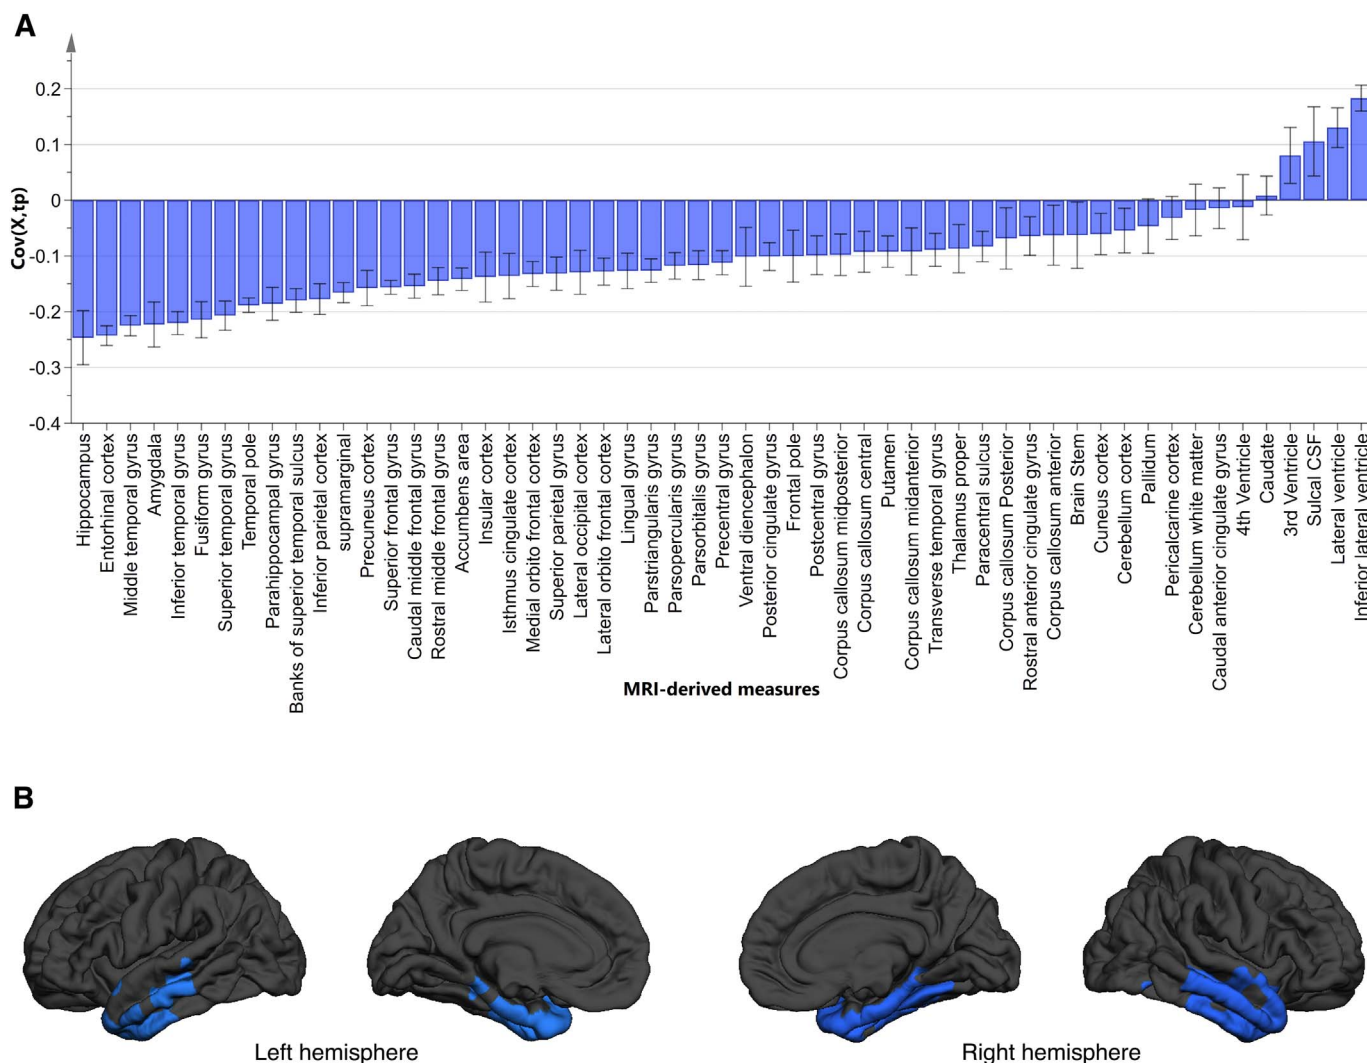 A
0.2
0.1
0
-0.1
-0.2
-0.3
-0.4
Cov(X,tp)
Hippocampus
Entorhinal cortex
Middle temporal gyrus
Amygdala
Inferior temporal gyrus
Fusiform gyrus
Superior temporal gyrus
Temporal pole
Parahippocampal gyrus
Banks of superior temporal sulcus
Inferior parietal cortex
supramarginal
Precuneus cortex
Superior frontal gyrus
Caudal middle frontal gyrus
Rostral middle frontal gyrus
Accumbens area
Insular cortex
Isthmus cingulate cortex
Medial orbito frontal cortex
Superior parietal gyrus
Lateral occipital cortex
Lateral orbito frontal cortex
Lingual gyrus
Parstriangularis gyrus
Parsopercularis gyrus
Parsorbitalis gyrus
Precentral gyrus
Ventral diencephalon
Posterior cingulate gyrus
Frontal pole
Postcentral gyrus
Corpus callosum midposterior
Corpus callosum central
Putamen
Corpus callosum midanterior
Transverse temporal gyrus
Thalamus proper
Paracentral sulcus
Corpus callosum Posterior
Rostral anterior cingulate gyrus
Corpus callosum anterior
Brain Stem
Cuneus cortex
Cerebellum cortex
Pallidum
Pericalcarine cortex
Cerebellum white matter
Caudal anterior cingulate gyrus
4th Ventricle
Caudate
3rd Ventricle
Sulcal CSF
Lateral ventricle
Inferior lateral ventricle
MRI-derived measures
B
Left hemisphere
Right hemisphere